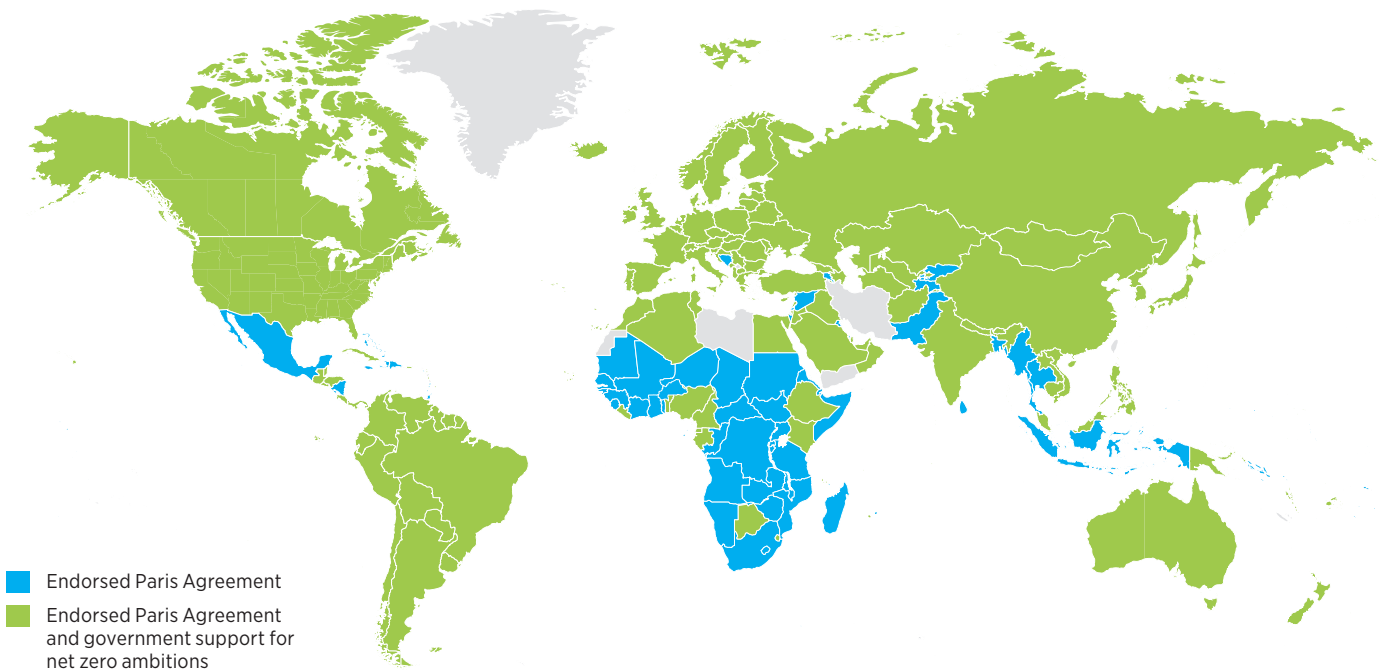 Endorsed Paris Agreement
Endorsed Paris Agreement
and government support for
net zero ambitions